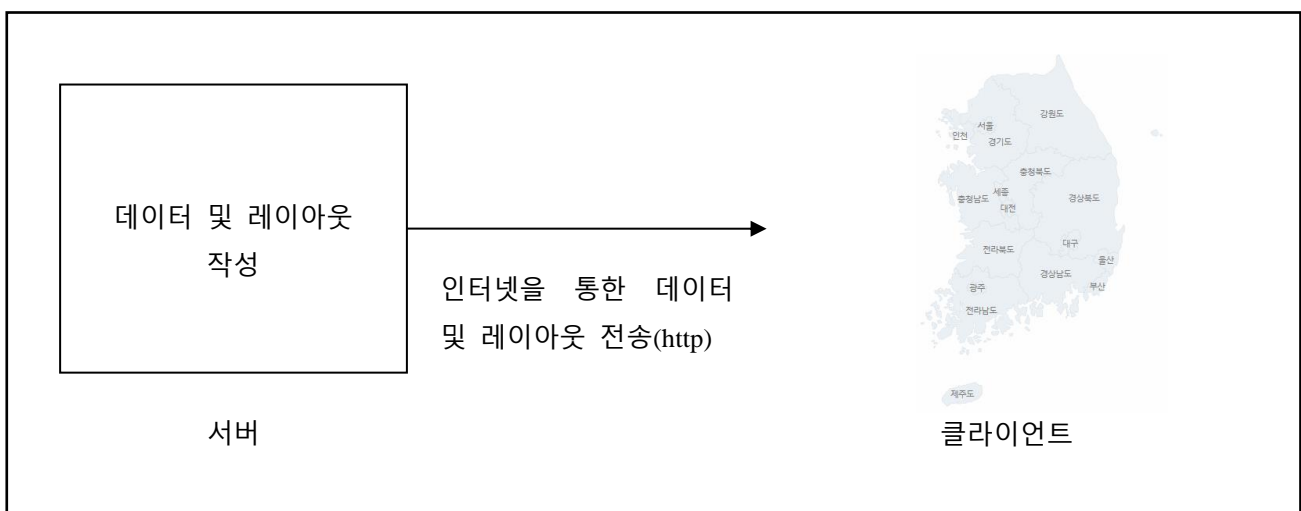 데이터 및 레이아웃
작성
서버
인터넷을 통한 데이터
및 레이아웃 전송(http)
강원도
서울
인천
경기도
충청북도
세종
충청남도
경상북도
대전
대구
전라북도
울산
경상남도
부산
광주
전라남도
제주도
클라이언트